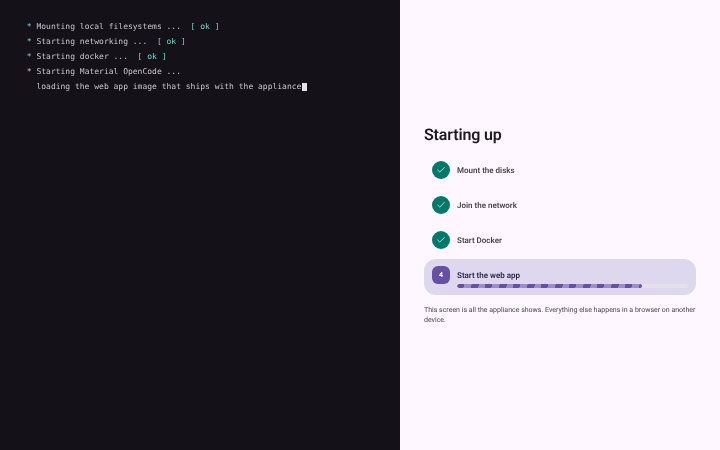 * Mounting local filesystems ... [ ok ]
* Starting networking ... [ ok ]
* Starting docker ... [ ok ]
* Starting Material OpenCode ...
loading the web app image that ships with the appliance
Starting up
Mount the disks
Join the network
Start Docker
4 Start the web app
This screen is all the appliance shows. Everything else happens in a browser on another
device.